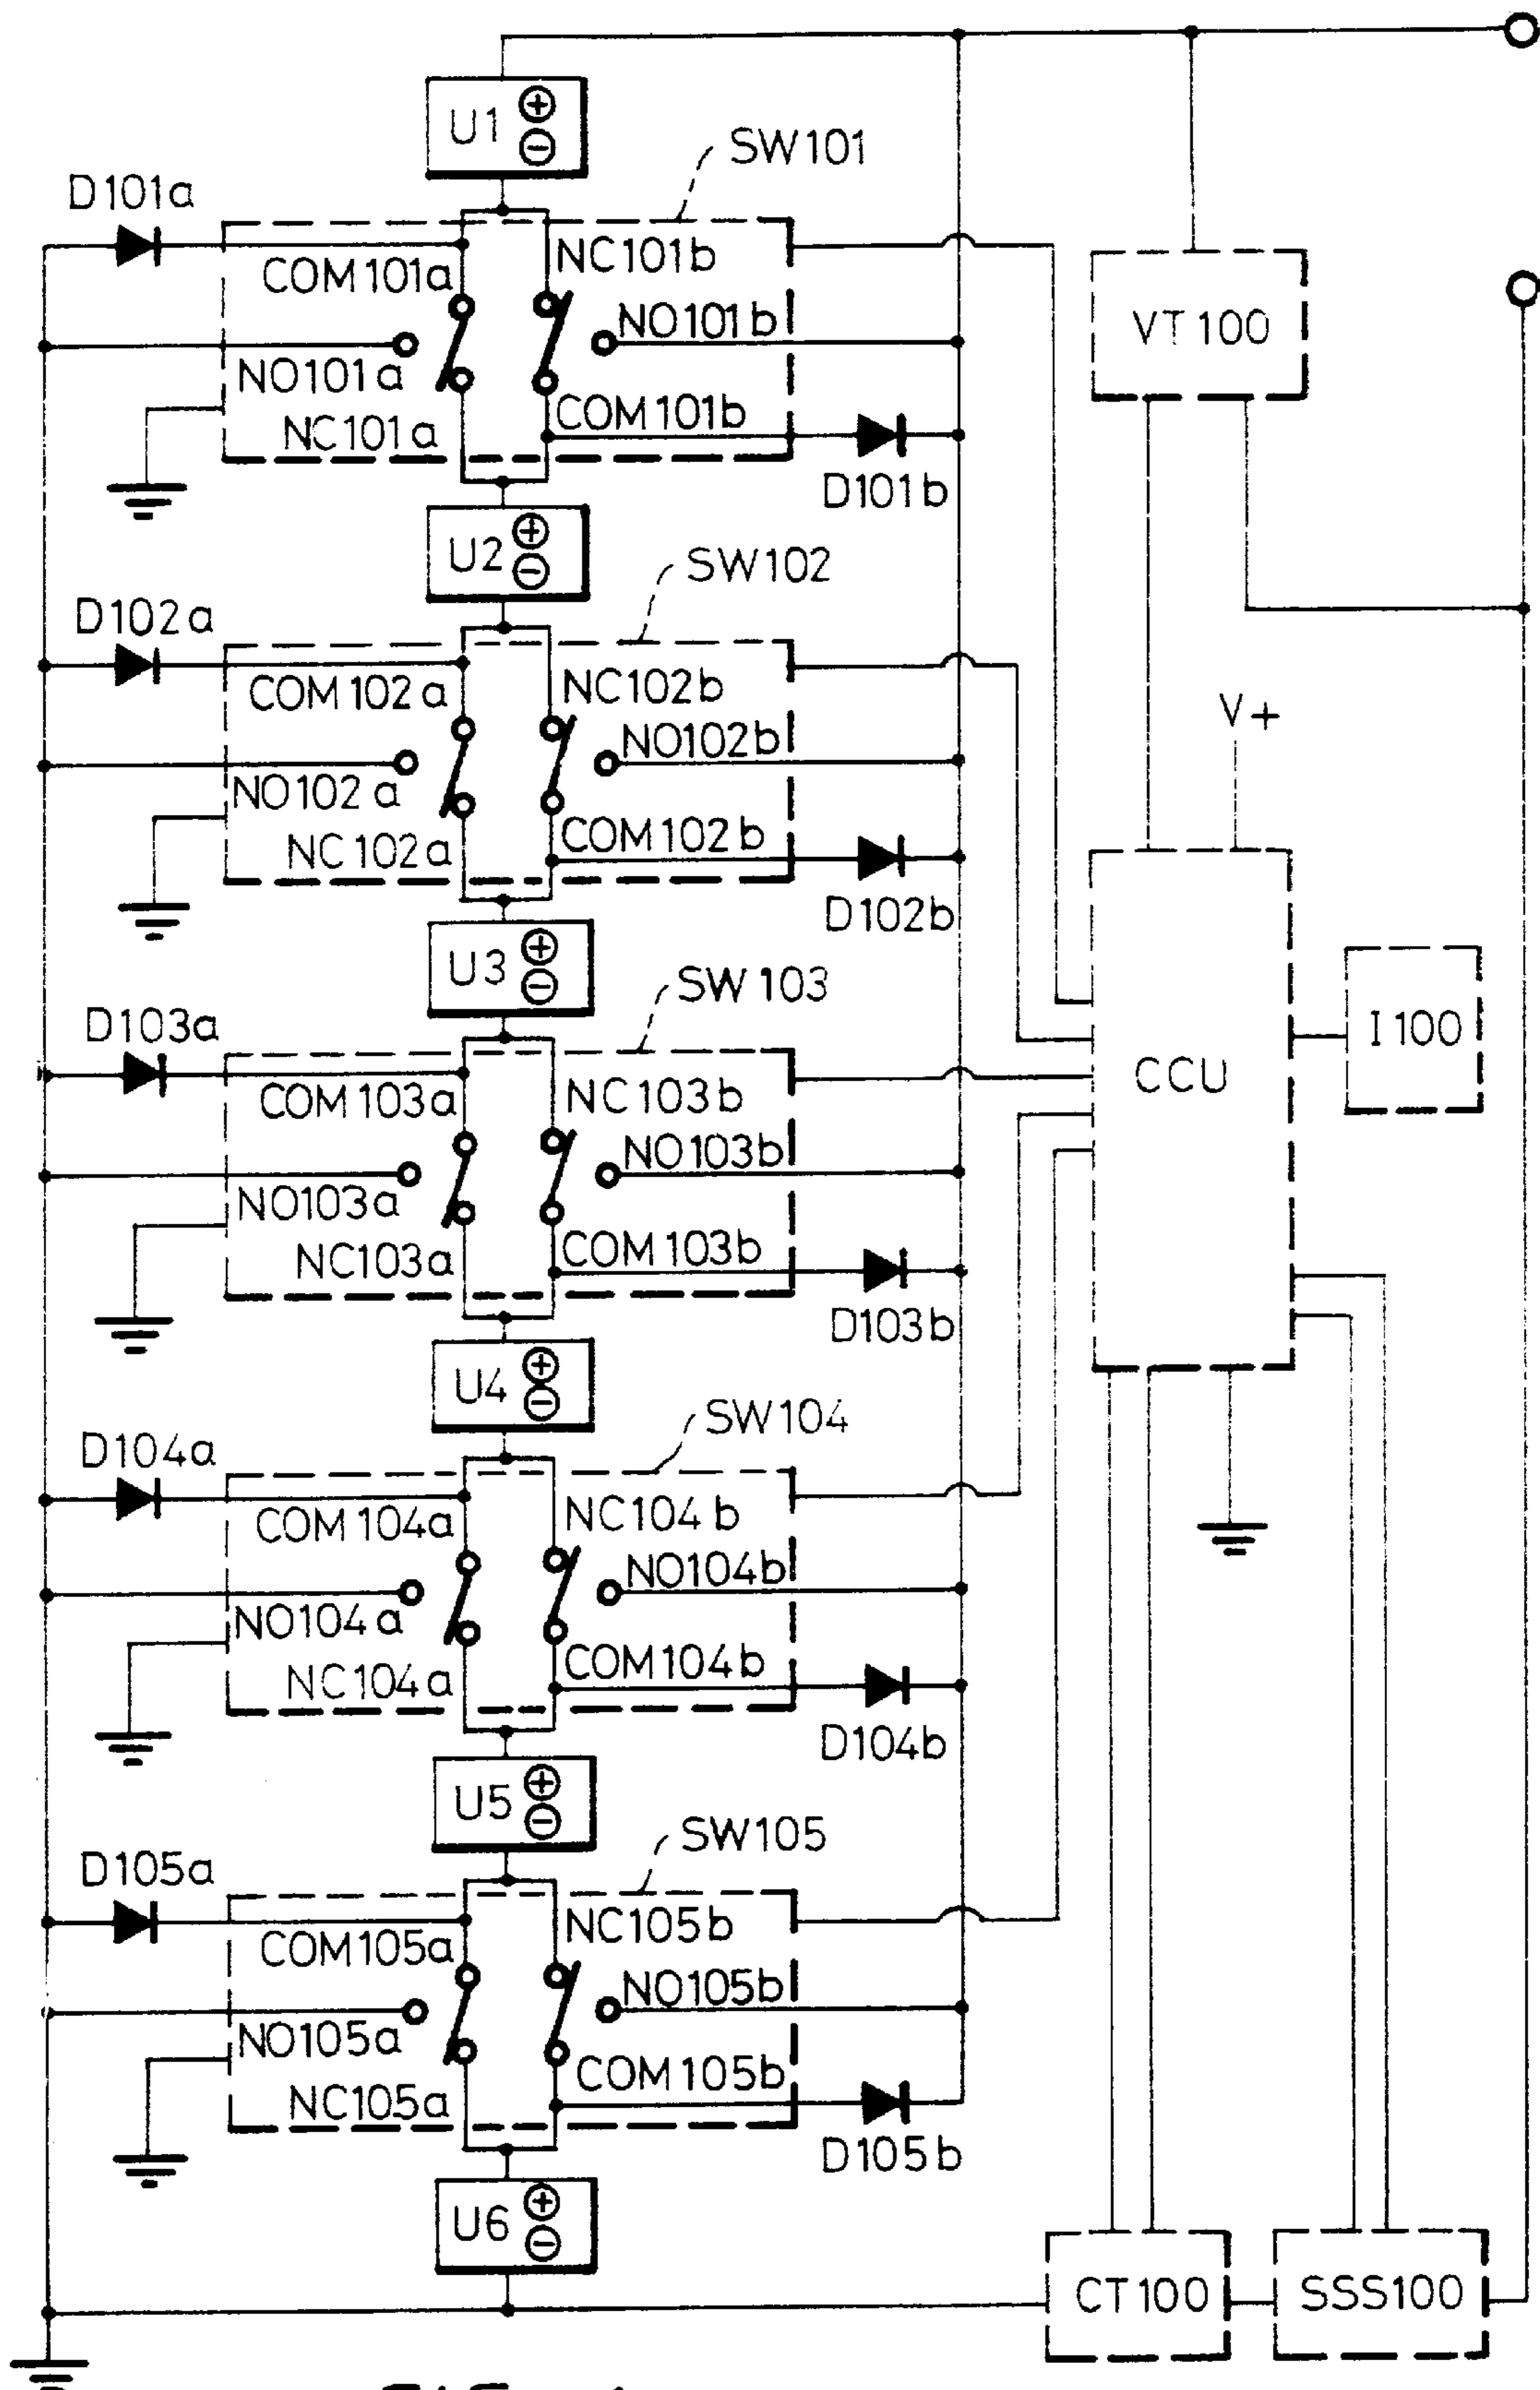 U1 ⊕
⊖
SW101
D101a
COM101a
NC101b
NO101a
NO101b
NC101a
COM101b
D101b
VT100
U2 ⊕
⊖
SW102
D102a
COM102a
NC102b
NO102a
NO102b
NC102a
COM102b
D102b
V+
U3 ⊕
⊖
SW103
D103a
COM103a
NC103b
NO103a
NO103b
NC103a
COM103b
D103b
CCU
I100
U4 ⊕
⊖
SW104
D104a
COM104a
NC104b
NO104a
NO104b
NC104a
COM104b
D104b
U5 ⊕
⊖
SW105
D105a
COM105a
NC105b
NO105a
NO105b
NC105a
COM105b
D105b
U6 ⊕
⊖
CT100
SSS100